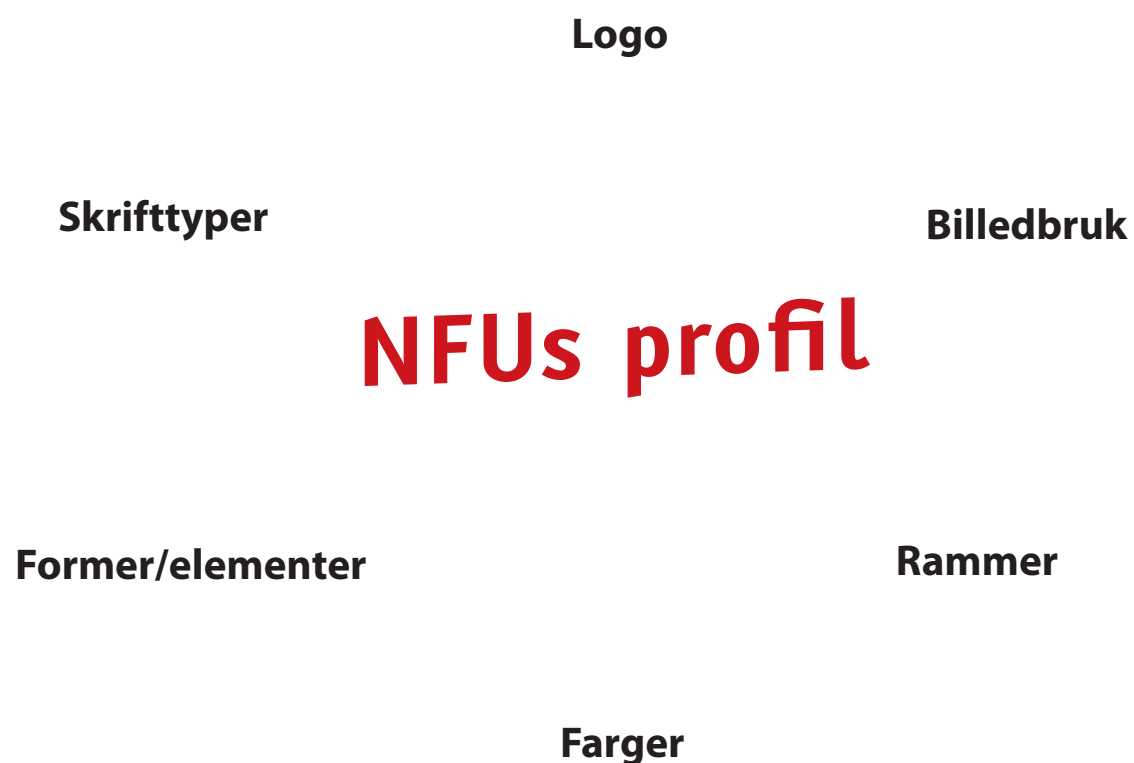 Logo
Skrifttyper
Billedbruk
NFUs profil
Former/elementer
Rammer
Farger